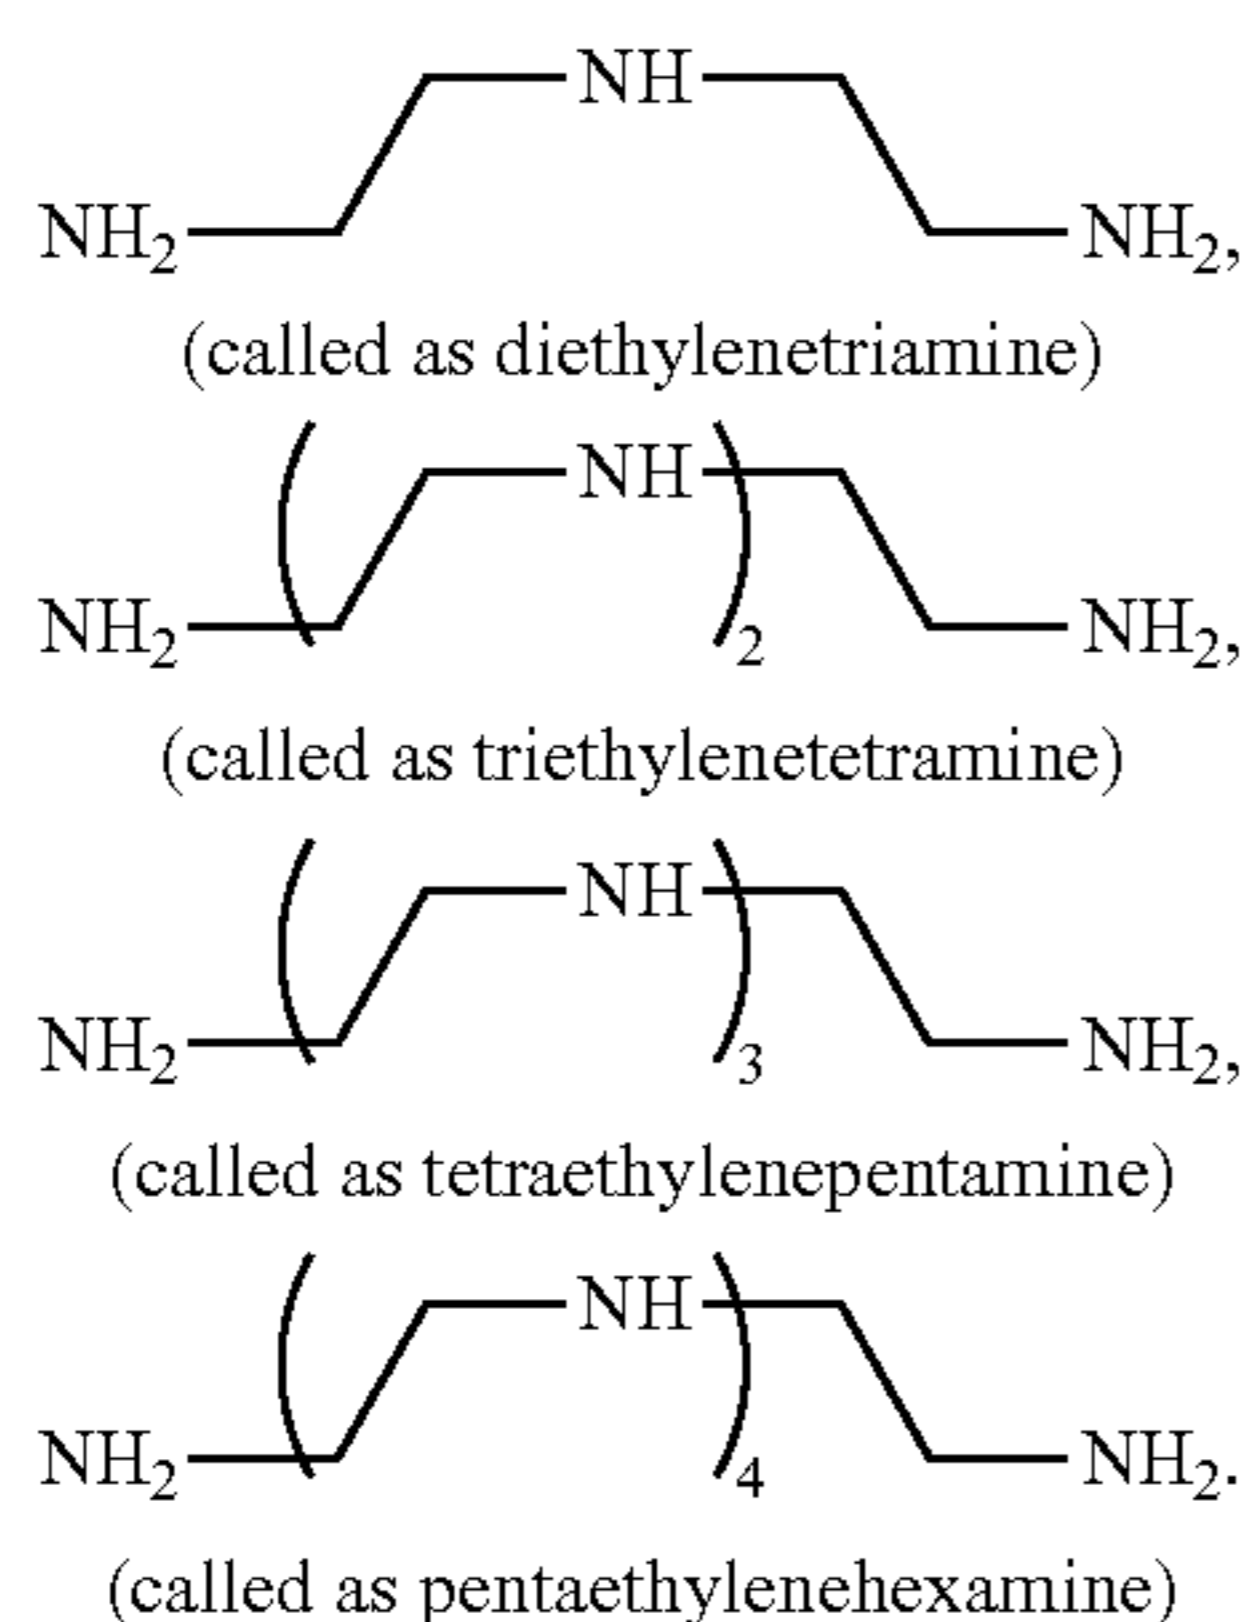 NH
NH₂ NH₂,
(called as diethylenetriamine)
NH
NH₂ 2 NH₂,
(called as triethylenetetramine)
NH
NH₂ 3 NH₂,
(called as tetraethylenepentamine)
NH
NH₂ 4 NH₂.
(called as pentaethylenehexamine)